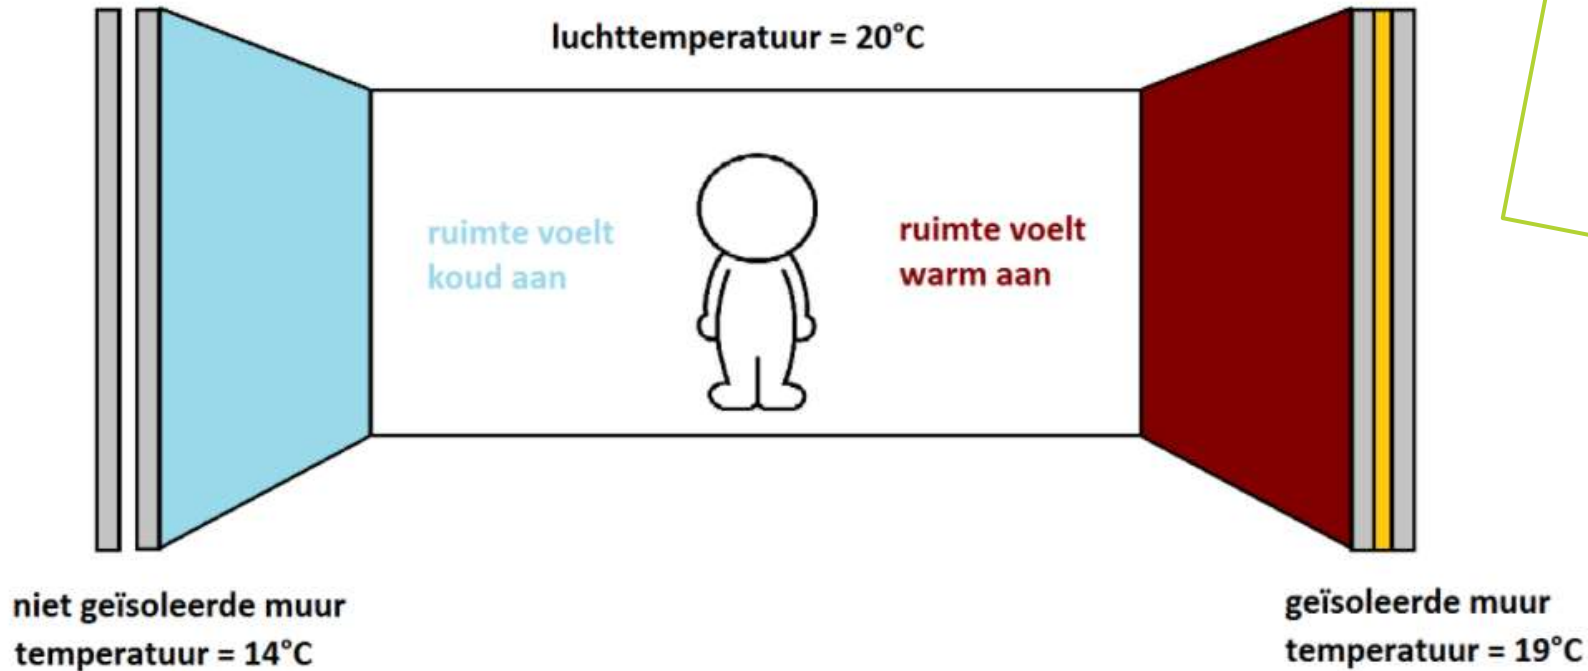 luchttemperatuur = 20°C
ruimte voelt
koud aan
ruimte voelt
warm aan
niet geïsoleerde muur
temperatuur = 14°C
geïsoleerde muur
temperatuur = 19°C